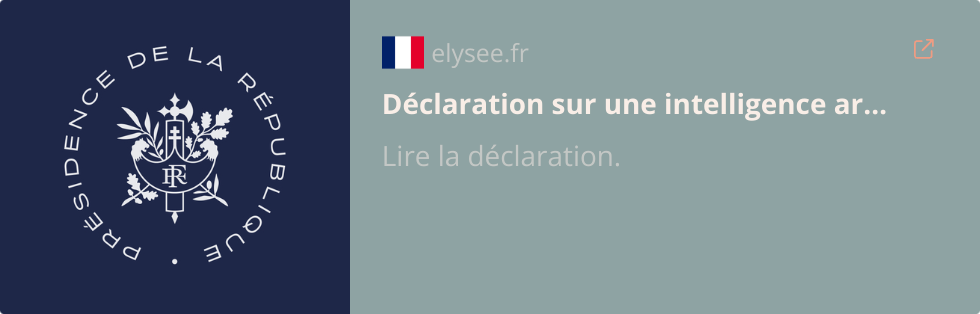 PRÉSIDENCE DE LA RÉPUBLIQUE •
RF
elysee.fr
Déclaration sur une intelligence ar...
Lire la déclaration.